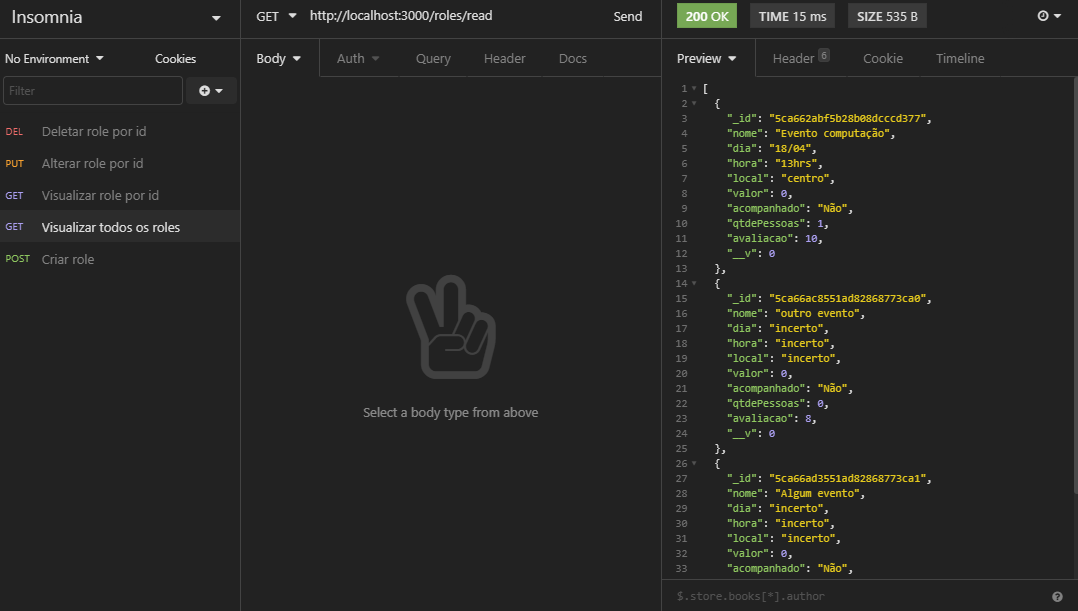 Insomnia
GET http://localhost:3000/roles/read Send
200 OK TIME 15 ms SIZE 535 B
No Environment Cookies
Body Auth Query Header Docs
Preview Header 6 Cookie Timeline
Filter
DEL Deletar role por id
PUT Alterar role por id
GET Visualizar role por id
GET Visualizar todos os roles
POST Criar role
Select a body type from above
1 [
2 {
3 "_id": "5ca662abf5b28b08dcccd377",
4 "nome": "Evento computação",
5 "dia": "18/04",
6 "hora": "13hrs",
7 "local": "centro",
8 "valor": 0,
9 "acompanhado": "Não",
10 "qtdePessoas": 1,
11 "avaliacao": 10,
12 "__v": 0
13 },
14 {
15 "_id": "5ca66ac8551ad82868773ca0",
16 "nome": "outro evento",
17 "dia": "incerto",
18 "hora": "incerto",
19 "local": "incerto",
20 "valor": 0,
21 "acompanhado": "Não",
22 "qtdePessoas": 0,
23 "avaliacao": 8,
24 "__v": 0
25 },
26 {
27 "_id": "5ca66ad3551ad82868773ca1",
28 "nome": "Algum evento",
29 "dia": "incerto",
30 "hora": "incerto",
31 "local": "incerto",
32 "valor": 0,
33 "acompanhado": "Não",
$.store.books[*].author